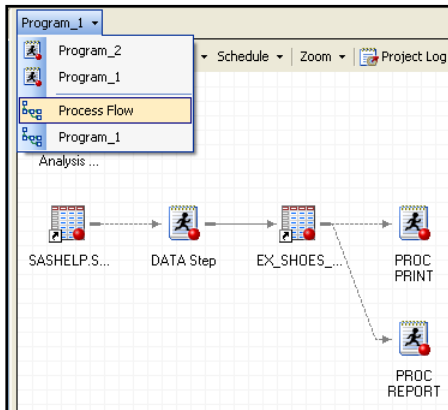 Program_1
Program_2
Schedule Zoom Project Log
Program_1
Process Flow
Program_1
Analysis ...
SASHELP.S... DATA Step EX_SHOES_... PROC
PRINT
PROC
REPORT